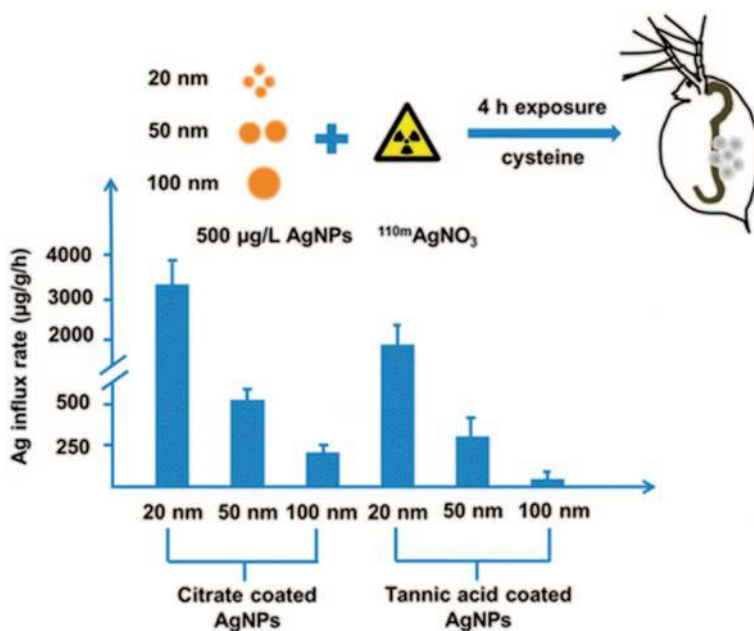 20 nm
50 nm
100 nm
4 h exposure
cysteine
500 µg/L AgNPs
110mAgNO3
Ag influx rate (µg/g/h)
4000
3000
2000
500
250
20 nm 50 nm 100 nm 20 nm 50 nm 100 nm
Citrate coated
AgNPs
Tannic acid coated
AgNPs